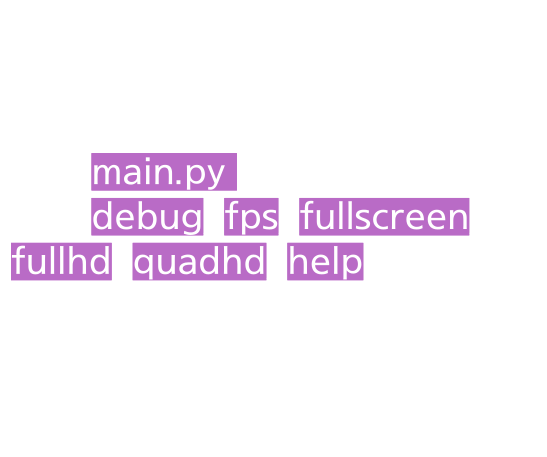 main.py
debug fps fullscreen
fullhd quadhd help